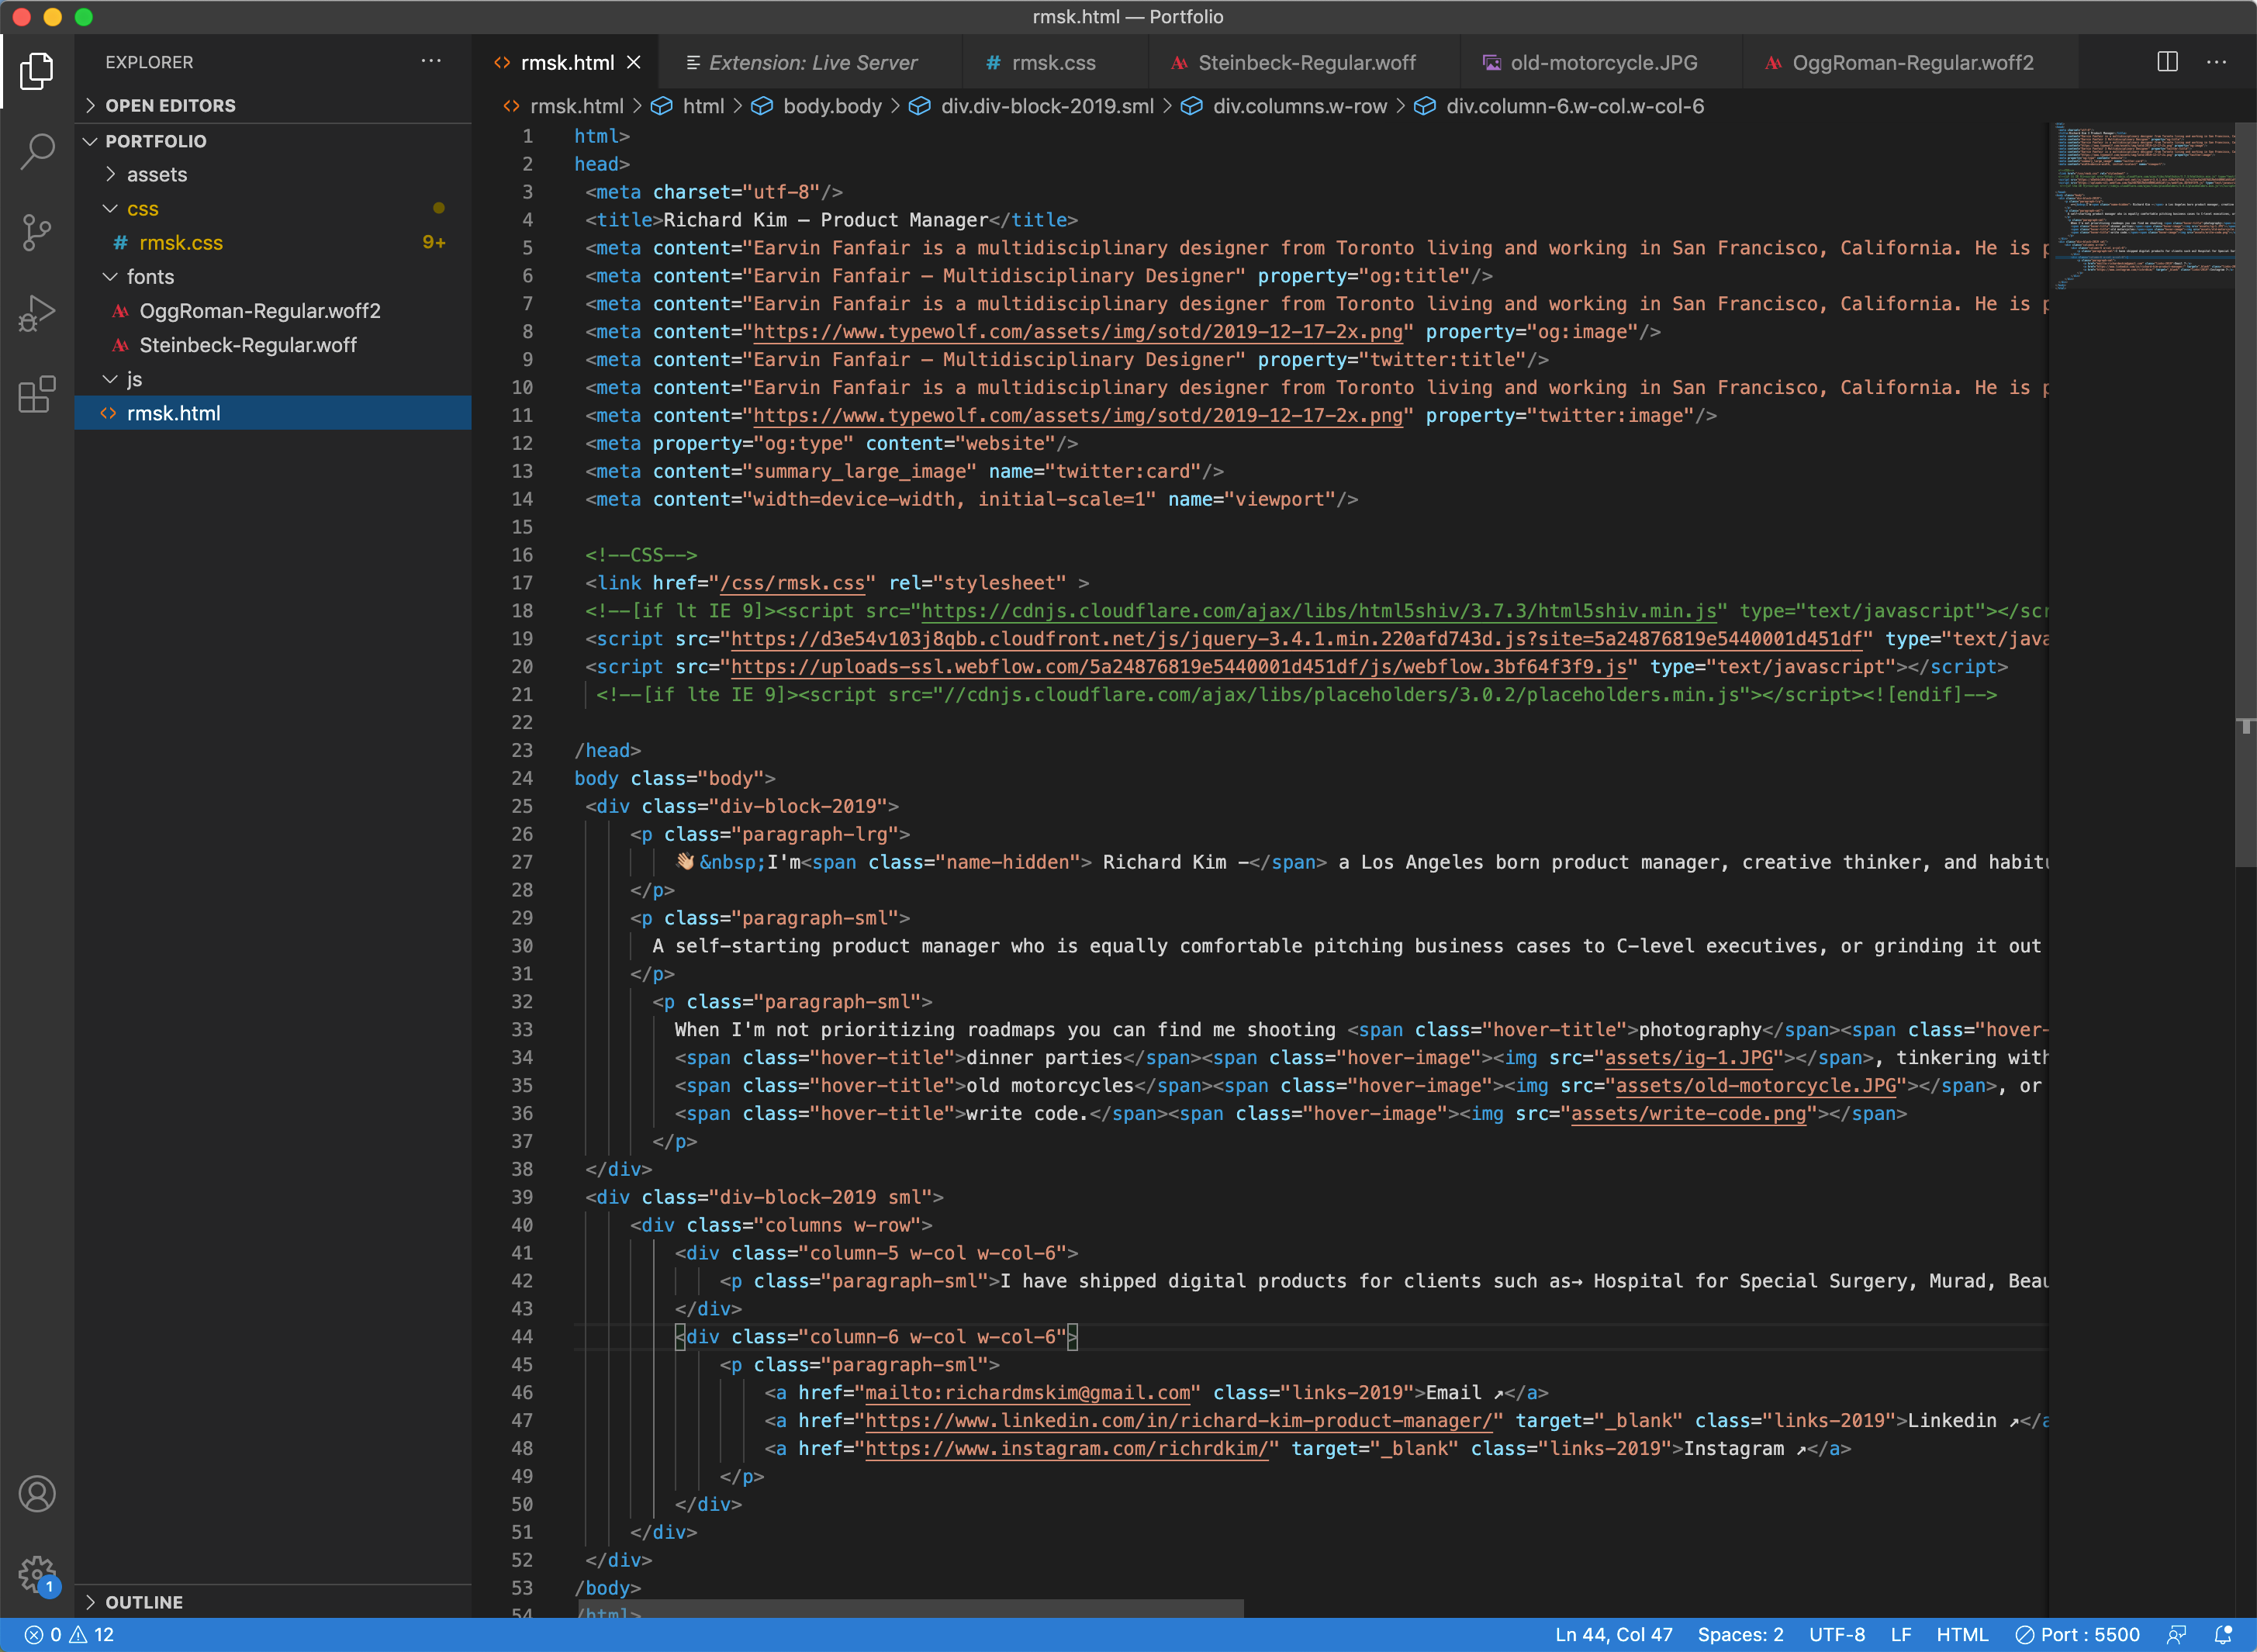 rmsk.html — Portfolio
EXPLORER
OPEN EDITORS
PORTFOLIO
assets
css
# rmsk.css 9+
fonts
OggRoman-Regular.woff2
Steinbeck-Regular.woff
js
rmsk.html
OUTLINE
rmsk.html
Extension: Live Server
# rmsk.css
Steinbeck-Regular.woff
old-motorcycle.JPG
OggRoman-Regular.woff2
rmsk.html > html > body.body > div.div-block-2019.sml > div.columns.w-row > div.column-6.w-col.w-col-6
1 html>
2 head>
3 <meta charset="utf-8"/>
4 <title>Richard Kim – Product Manager</title>
5 <meta content="Earvin Fanfair is a multidisciplinary designer from Toronto living and working in San Francisco, California. He is p
6 <meta content="Earvin Fanfair – Multidisciplinary Designer" property="og:title"/>
7 <meta content="Earvin Fanfair is a multidisciplinary designer from Toronto living and working in San Francisco, California. He is p
8 <meta content="https://www.typewolf.com/assets/img/sotd/2019-12-17-2x.png" property="og:image"/>
9 <meta content="Earvin Fanfair – Multidisciplinary Designer" property="twitter:title"/>
10 <meta content="Earvin Fanfair is a multidisciplinary designer from Toronto living and working in San Francisco, California. He is p
11 <meta content="https://www.typewolf.com/assets/img/sotd/2019-12-17-2x.png" property="twitter:image"/>
12 <meta property="og:type" content="website"/>
13 <meta content="summary_large_image" name="twitter:card"/>
14 <meta content="width=device-width, initial-scale=1" name="viewport"/>
15
16 <!--CSS-->
17 <link href="/css/rmsk.css" rel="stylesheet" >
18 <!--[if lt IE 9]><script src="https://cdnjs.cloudflare.com/ajax/libs/html5shiv/3.7.3/html5shiv.min.js" type="text/javascript"></scr
19 <script src="https://d3e54v103j8qbb.cloudfront.net/js/jquery-3.4.1.min.220afd743d.js?site=5a24876819e5440001d451df" type="text/java
20 <script src="https://uploads-ssl.webflow.com/5a24876819e5440001d451df/js/webflow.3bf64f3f9.js" type="text/javascript"></script>
21 <!--[if lte IE 9]><script src="//cdnjs.cloudflare.com/ajax/libs/placeholders/3.0.2/placeholders.min.js"></script><![endif]-->
22
23 /head>
24 body class="body">
25 <div class="div-block-2019">
26 <p class="paragraph-lrg">
27 👋🏼&nbsp;I'm<span class="name-hidden"> Richard Kim -</span> a Los Angeles born product manager, creative thinker, and habitu
28 </p>
29 <p class="paragraph-sml">
30 A self-starting product manager who is equally comfortable pitching business cases to C-level executives, or grinding it out
31 </p>
32 <p class="paragraph-sml">
33 When I'm not prioritizing roadmaps you can find me shooting <span class="hover-title">photography</span><span class="hover-
34 <span class="hover-title">dinner parties</span><span class="hover-image"><img src="assets/ig-1.JPG"></span>, tinkering with
35 <span class="hover-title">old motorcycles</span><span class="hover-image"><img src="assets/old-motorcycle.JPG"></span>, or
36 <span class="hover-title">write code.</span><span class="hover-image"><img src="assets/write-code.png"></span>
37 </p>
38 </div>
39 <div class="div-block-2019 sml">
40 <div class="columns w-row">
41 <div class="column-5 w-col w-col-6">
42 <p class="paragraph-sml">I have shipped digital products for clients such as→ Hospital for Special Surgery, Murad, Beau
43 </div>
44 <div class="column-6 w-col w-col-6">
45 <p class="paragraph-sml">
46 <a href="mailto:richardmskim@gmail.com" class="links-2019">Email ↗</a>
47 <a href="https://www.linkedin.com/in/richard-kim-product-manager/" target="_blank" class="links-2019">Linkedin ↗</a
48 <a href="https://www.instagram.com/richrdkim/" target="_blank" class="links-2019">Instagram ↗</a>
49 </p>
50 </div>
51 </div>
52 </div>
53 /body>
54 /html>
1
0 12 Ln 44, Col 47 Spaces: 2 UTF-8 LF HTML Port : 5500